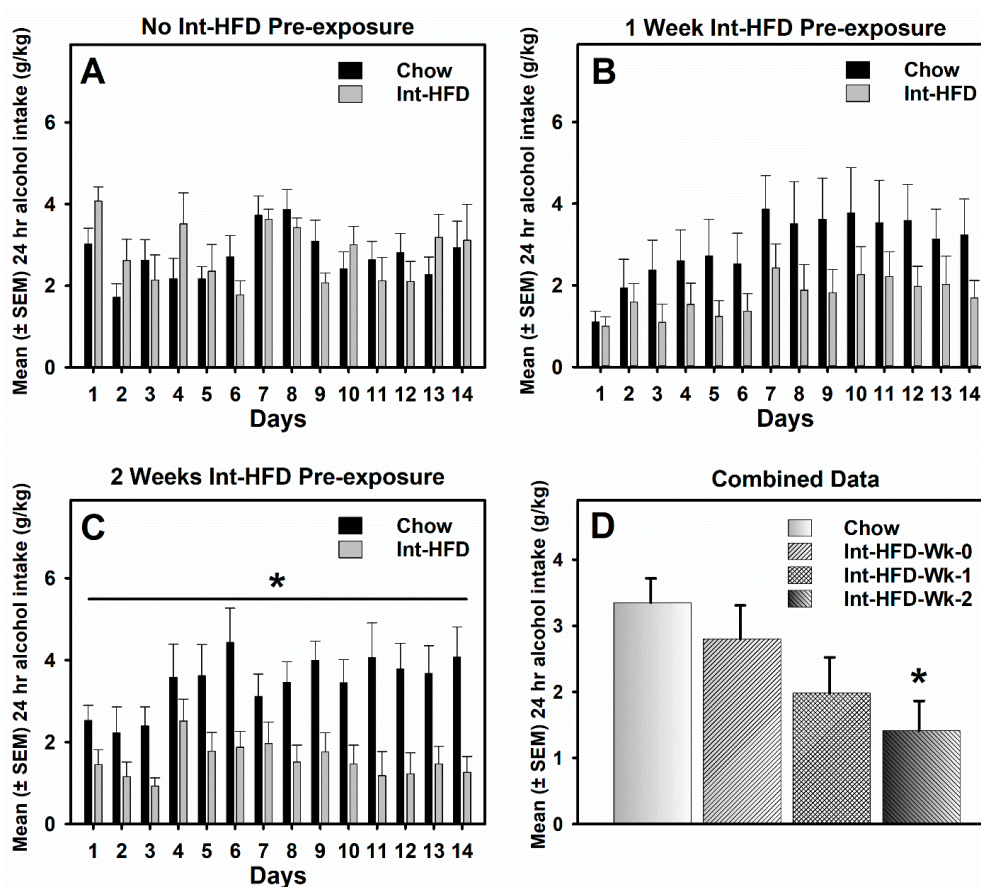 No Int-HFD Pre-exposure
A
Chow
Int-HFD
Mean (± SEM) 24 hr alcohol intake (g/kg)
6
4
2
0
1 2 3 4 5 6 7 8 9 10 11 12 13 14
Days
1 Week Int-HFD Pre-exposure
B
Chow
Int-HFD
Mean (± SEM) 24 hr alcohol intake (g/kg)
6
4
2
0
1 2 3 4 5 6 7 8 9 10 11 12 13 14
Days
2 Weeks Int-HFD Pre-exposure
C
Chow
Int-HFD
*
Mean (± SEM) 24 hr alcohol intake (g/kg)
6
4
2
0
1 2 3 4 5 6 7 8 9 10 11 12 13 14
Days
Combined Data
D
Chow
Int-HFD-Wk-0
Int-HFD-Wk-1
Int-HFD-Wk-2
*
Mean (± SEM) 24 hr alcohol intake (g/kg)
4
3
2
1
0